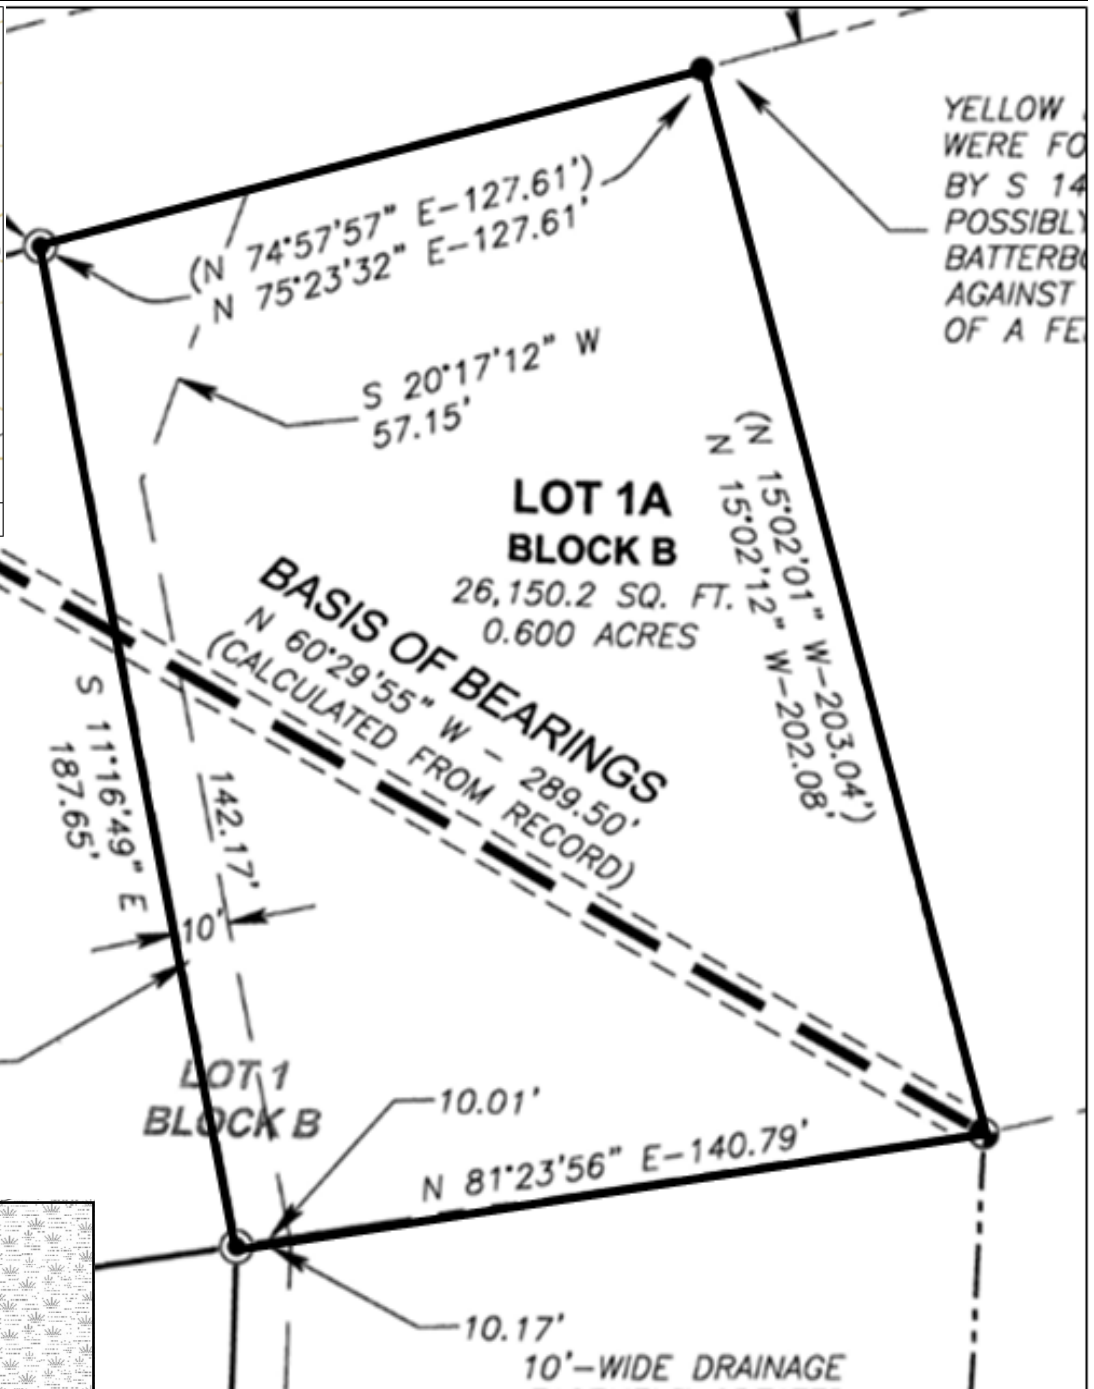 YELLOW
WERE FO
BY S 14
POSSIBLY
BATTERBO
AGAINST
OF A FE
(N 74°57'57" E-127.61')
N 75°23'32" E-127.61'
S 20°17'12" W
57.15'
(N 15°02'01" W-203.04')
N 15°02'12" W-202.08'
LOT 1A
BLOCK B
26,150.2 SQ. FT.
0.600 ACRES
BASIS OF BEARINGS
N 60°29'55" W - 289.50'
(CALCULATED FROM RECORD)
S 11°16'49" E
187.65'
142.17'
10'
LOT 1
BLOCK B
10.01'
N 81°23'56" E-140.79'
10.17'
10'-WIDE DRAINAGE